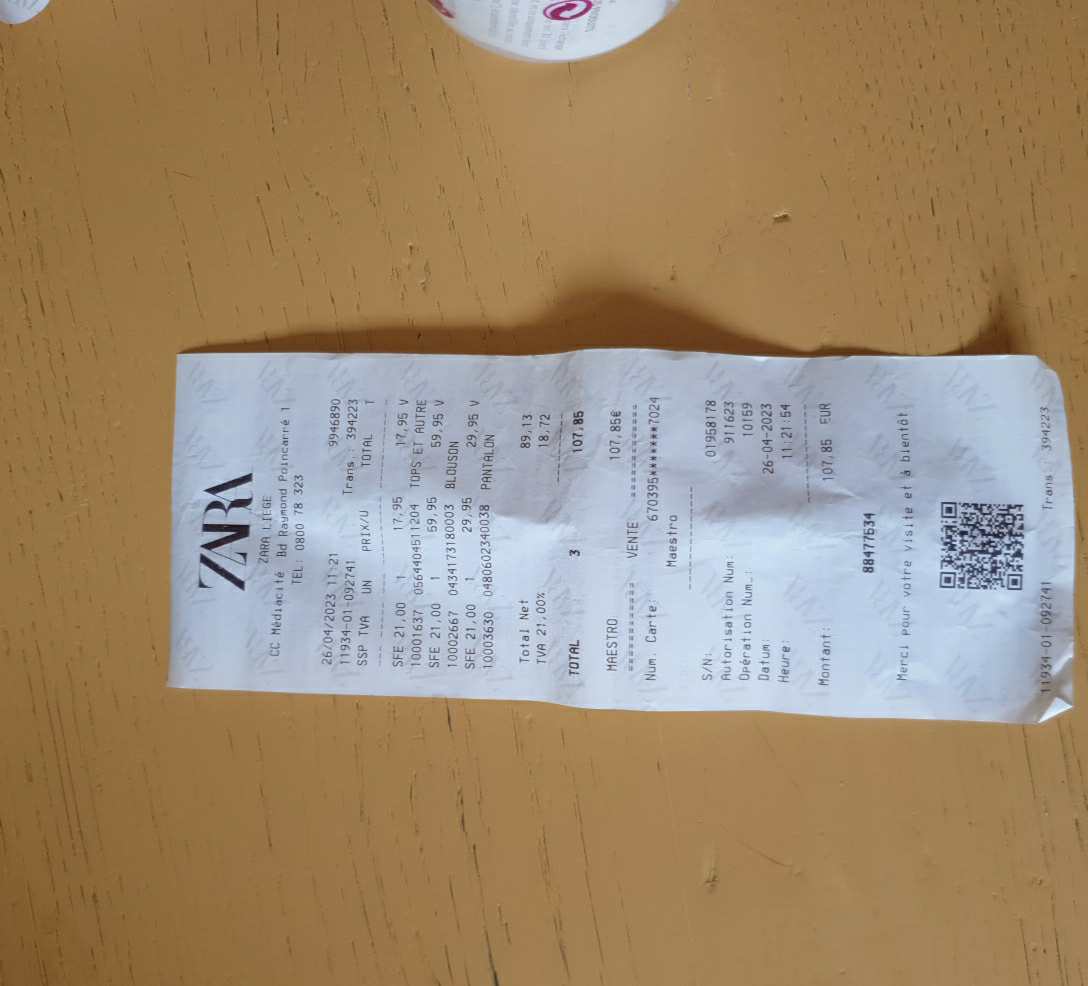 ZARA
ZARA LIEGE
CC Médiacité Bd Raymond Poincarré 1
TEL: 0800 78 323
26/04/2023 11:21 9946890
11934-01-092741 Trans.: 394223
SSP TVA UN PRIX/U TOTAL T
SFE 21,00 1 17,95 17,95 V
10001637 0564404511204 TOPS ET AUTRE
SFE 21,00 1 59,95 59,95 V
10002667 0434173180003 BLOUSON
SFE 21,00 1 29,95 29,95 V
10003630 0480602340038 PANTALON
Total Net 89,13
TVA 21,00% 18,72
TOTAL 3 107,85
MAESTRO 107,85€
========== VENTE ==========
Num. Carte: 670395*******7024
Maestro
S/N: 01958178
Autorisation Num: 911623
Opération Num.: 10159
Datum: 26-04-2023
Heure: 11:21:54
Montant: 107,85 EUR
88477534
Merci pour votre visite et à bientôt!
11934-01-092741 Trans.: 394223